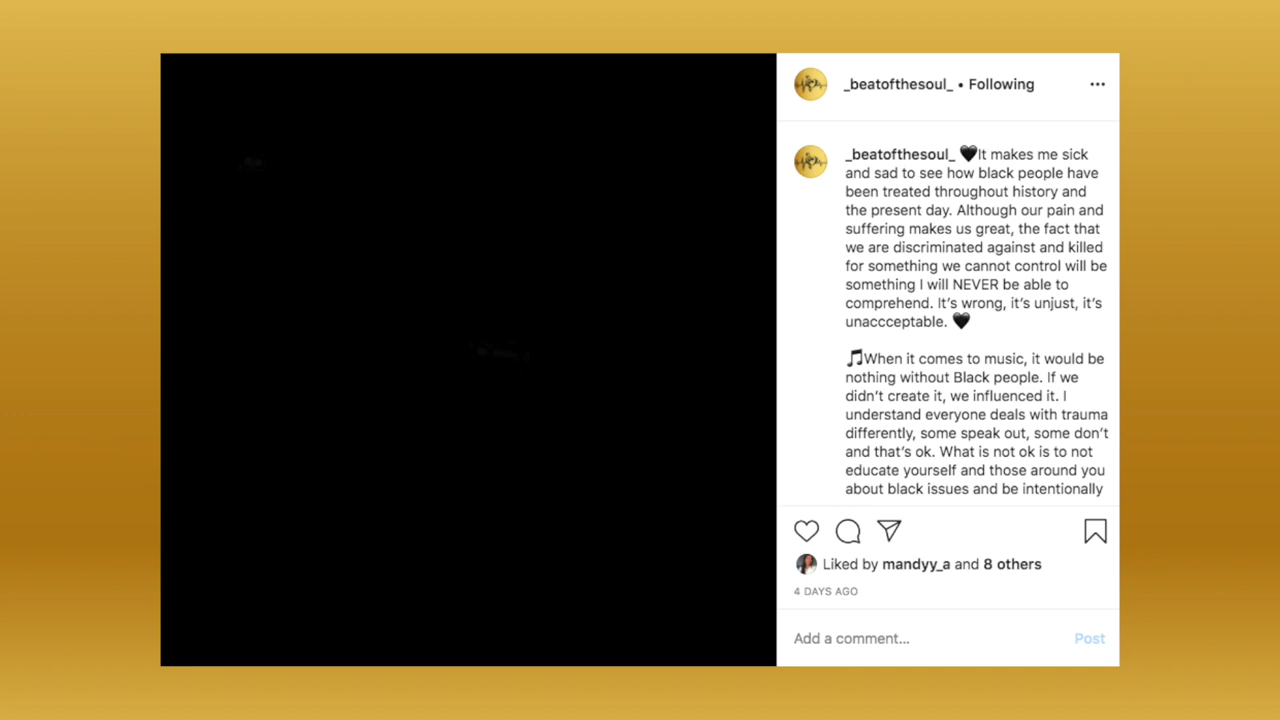 _beatofthesoul_ • Following
_beatofthesoul_ 🖤It makes me sick
and sad to see how black people have
been treated throughout history and
the present day. Although our pain and
suffering makes us great, the fact that
we are discriminated against and killed
for something we cannot control will be
something I will NEVER be able to
comprehend. It's wrong, it's unjust, it's
unaccceptable. 🖤
🎵When it comes to music, it would be
nothing without Black people. If we
didn't create it, we influenced it. I
understand everyone deals with trauma
differently, some speak out, some don't
and that's ok. What is not ok is to not
educate yourself and those around you
about black issues and be intentionally
Liked by mandyy_a and 8 others
4 DAYS AGO
Add a comment... Post